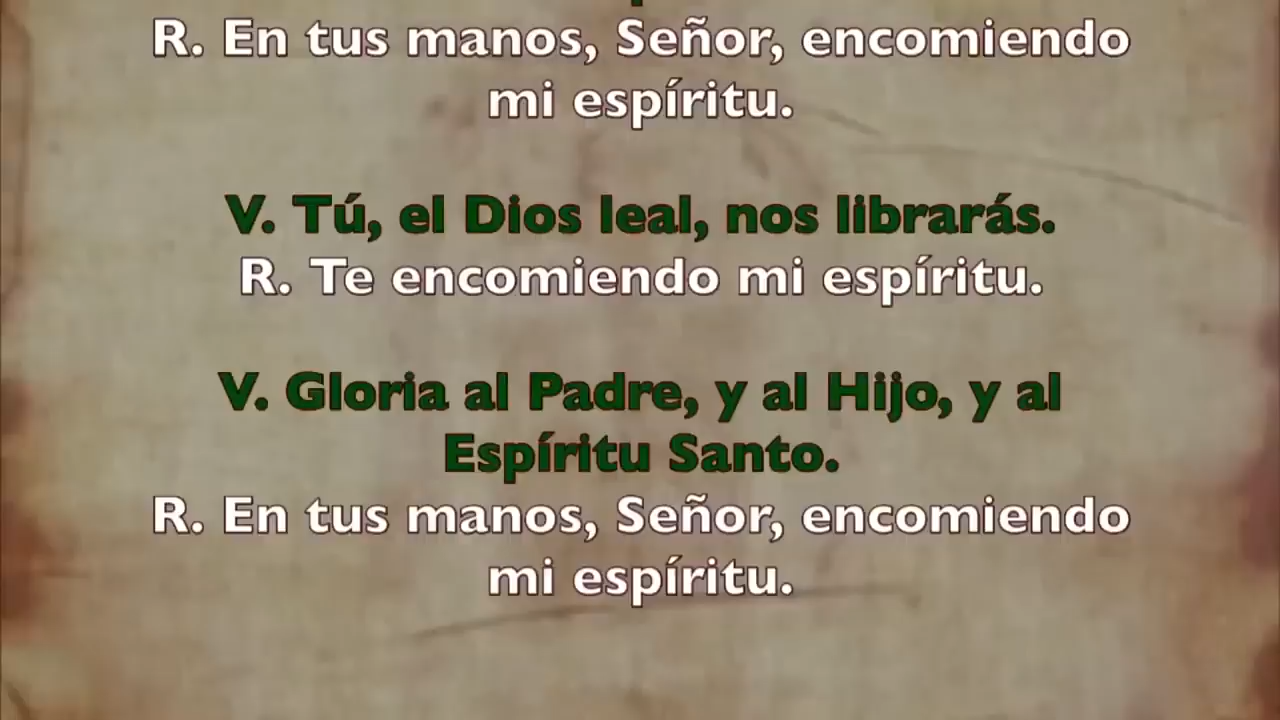 R. En tus manos, Señor, encomiendo
mi espíritu.
V. Tú, el Dios leal, nos librarás.
R. Te encomiendo mi espíritu.
V. Gloria al Padre, y al Hijo, y al
Espíritu Santo.
R. En tus manos, Señor, encomiendo
mi espíritu.